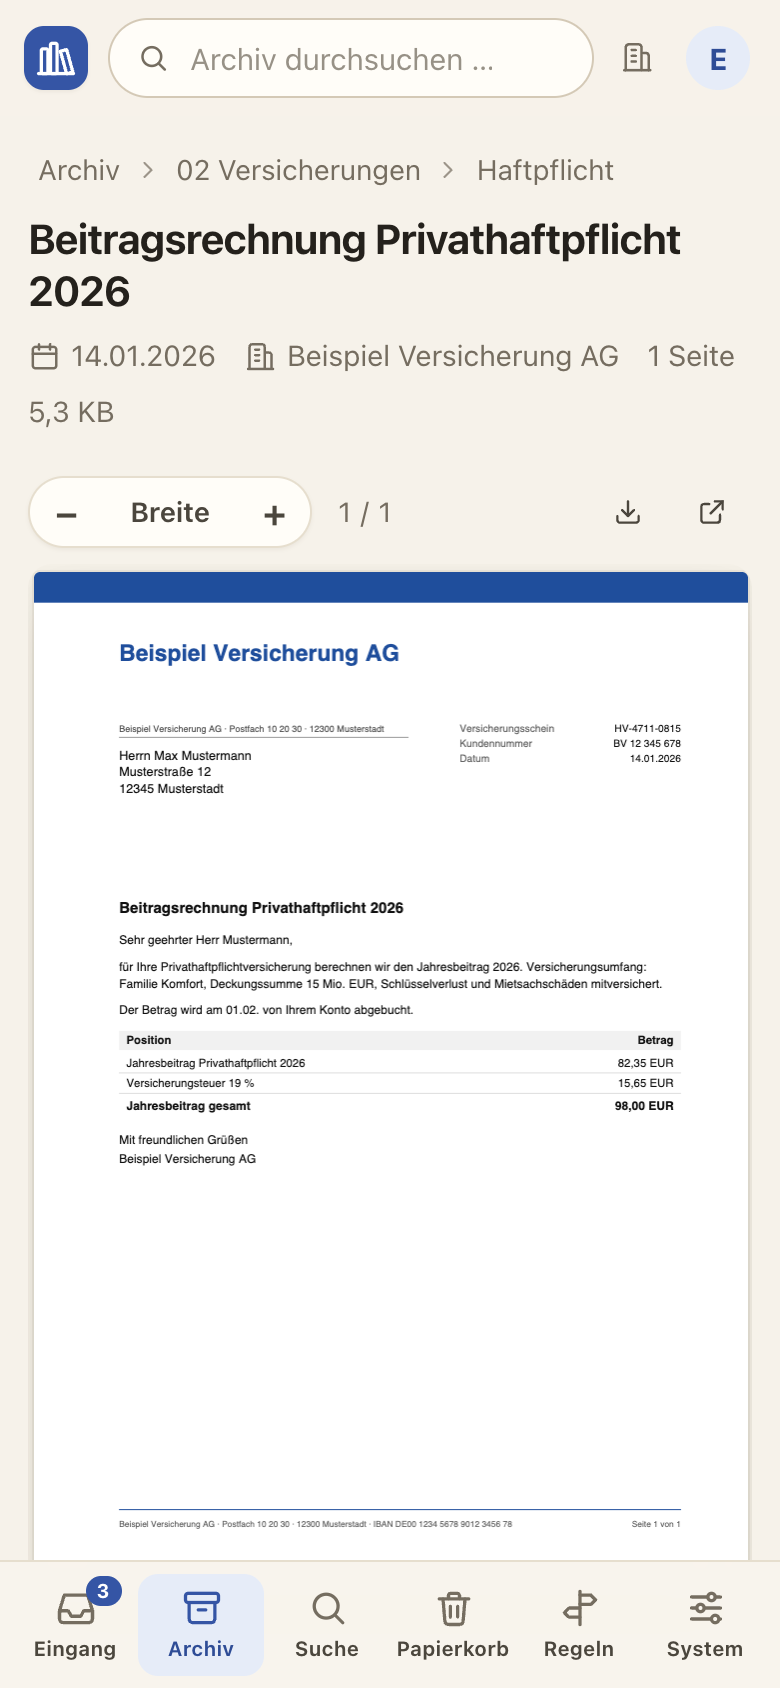 Archiv durchsuchen ...
E
Archiv > 02 Versicherungen > Haftpflicht
Beitragsrechnung Privathaftpflicht
2026
14.01.2026 Beispiel Versicherung AG 1 Seite
5,3 KB
− Breite + 1 / 1
Beispiel Versicherung AG
Beispiel Versicherung AG · Postfach 10 20 30 · 12300 Musterstadt
Herrn Max Mustermann
Musterstraße 12
12345 Musterstadt
Versicherungsschein HV-4711-0815
Kundennummer BV 12 345 678
Datum 14.01.2026
Beitragsrechnung Privathaftpflicht 2026
Sehr geehrter Herr Mustermann,
für Ihre Privathaftpflichtversicherung berechnen wir den Jahresbeitrag 2026. Versicherungsumfang:
Familie Komfort, Deckungssumme 15 Mio. EUR, Schlüsselverlust und Mietsachschäden mitversichert.
Der Betrag wird am 01.02. von Ihrem Konto abgebucht.
Position Betrag
Jahresbeitrag Privathaftpflicht 2026 82,35 EUR
Versicherungsteuer 19 % 15,65 EUR
Jahresbeitrag gesamt 98,00 EUR
Mit freundlichen Grüßen
Beispiel Versicherung AG
Beispiel Versicherung AG · Postfach 10 20 30 · 12300 Musterstadt · IBAN DE00 1234 5678 9012 3456 78 Seite 1 von 1
3
Eingang Archiv Suche Papierkorb Regeln System